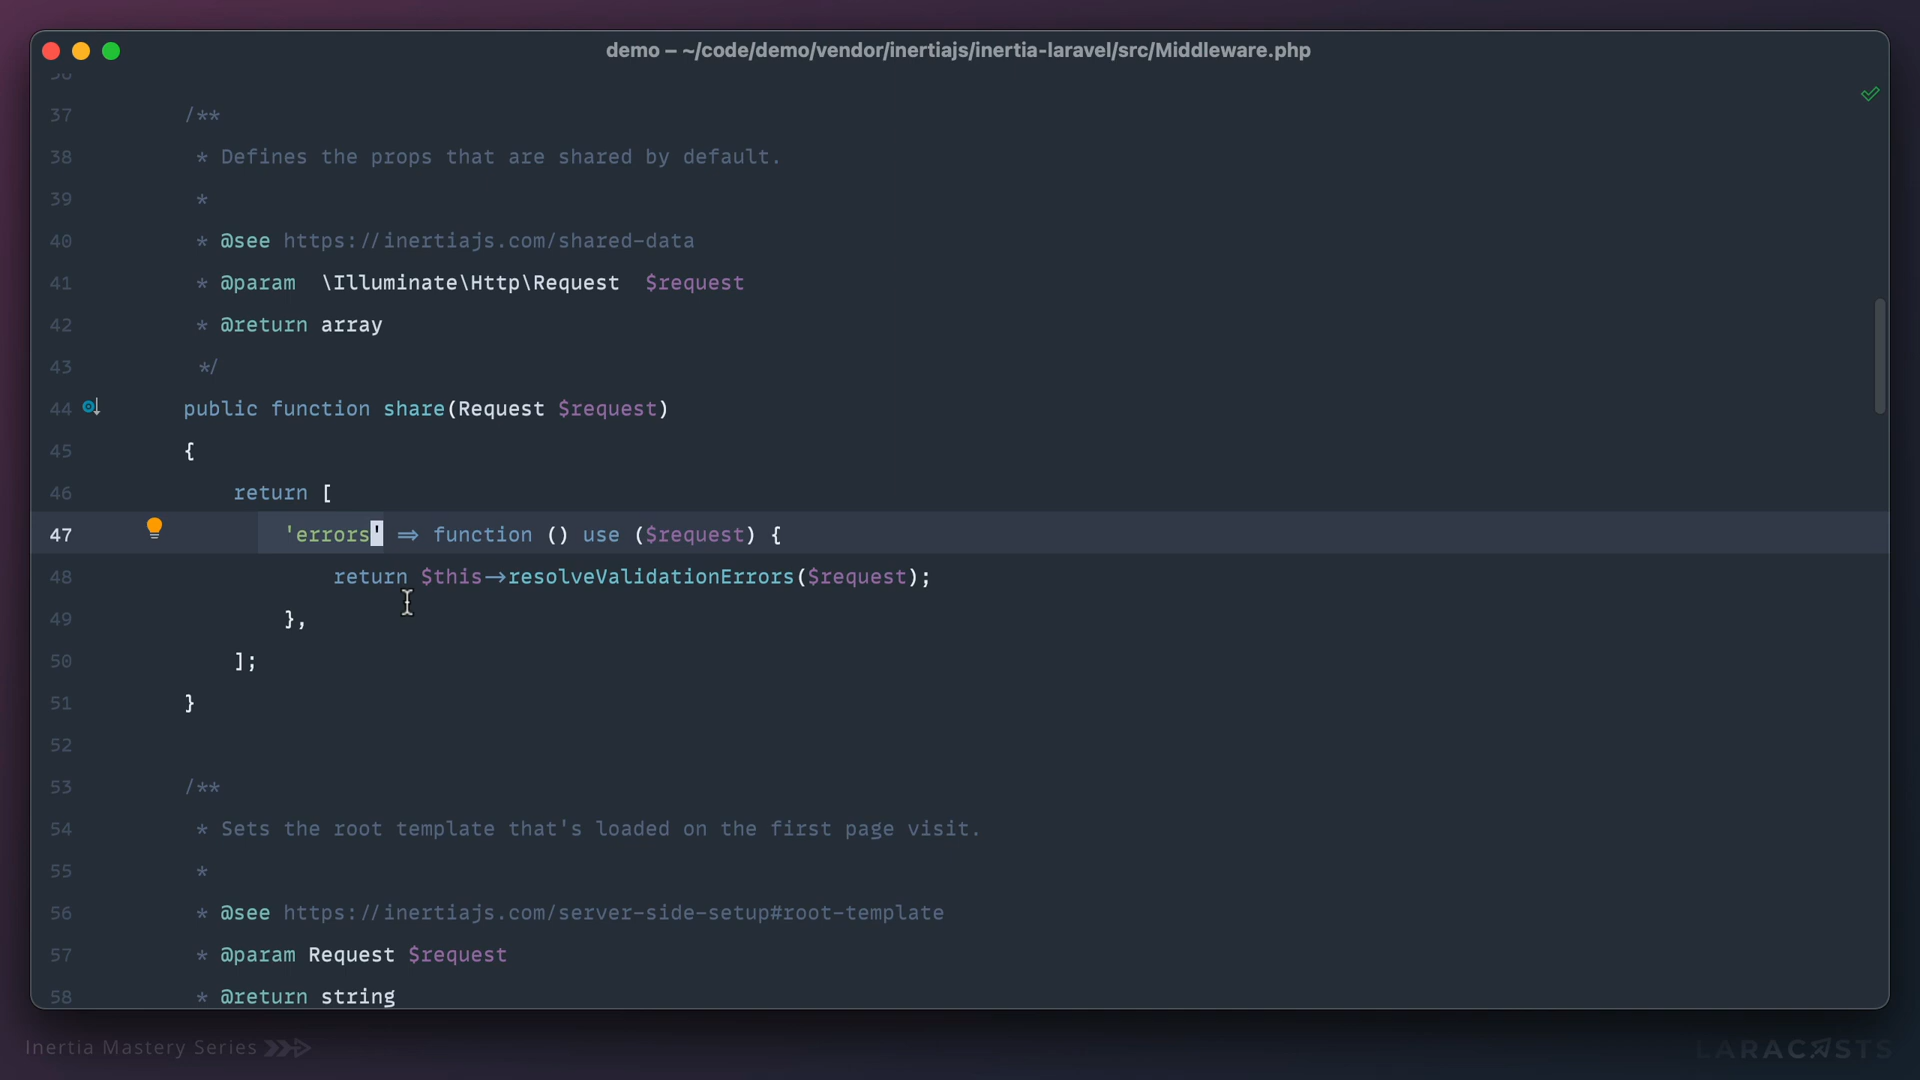 demo – ~/code/demo/vendor/inertiajs/inertia-laravel/src/Middleware.php
36
37 /**
38 * Defines the props that are shared by default.
39 *
40 * @see https://inertiajs.com/shared-data
41 * @param \Illuminate\Http\Request $request
42 * @return array
43 */
44 public function share(Request $request)
45 {
46 return [
47 'errors' => function () use ($request) {
48 return $this->resolveValidationErrors($request);
49 },
50 ];
51 }
52
53 /**
54 * Sets the root template that's loaded on the first page visit.
55 *
56 * @see https://inertiajs.com/server-side-setup#root-template
57 * @param Request $request
58 * @return string
Inertia Mastery Series
LARACASTS